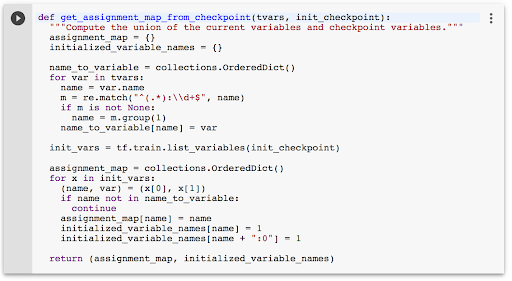 def get_assignment_map_from_checkpoint(tvars, init_checkpoint):
  """Compute the union of the current variables and checkpoint variables."""
  assignment_map = {}
  initialized_variable_names = {}

  name_to_variable = collections.OrderedDict()
  for var in tvars:
    name = var.name
    m = re.match("^(.*):\\d+$", name)
    if m is not None:
      name = m.group(1)
    name_to_variable[name] = var

  init_vars = tf.train.list_variables(init_checkpoint)

  assignment_map = collections.OrderedDict()
  for x in init_vars:
    (name, var) = (x[0], x[1])
    if name not in name_to_variable:
      continue
    assignment_map[name] = name
    initialized_variable_names[name] = 1
    initialized_variable_names[name + ":0"] = 1

  return (assignment_map, initialized_variable_names)